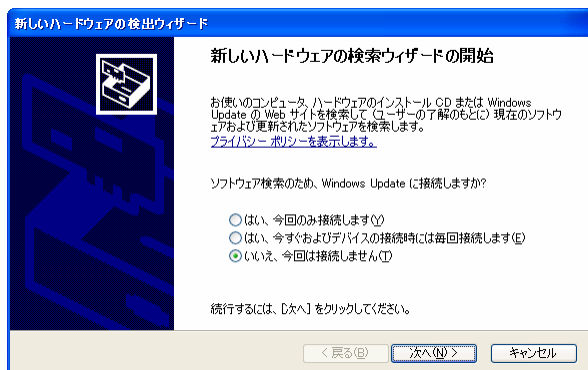 新しいハードウェアの検出ウィザード
新しいハードウェアの検索ウィザードの開始
お使いのコンピュータ、ハードウェアのインストール CD または Windows
Update の Web サイトを検索して (ユーザーの了解のもとに) 現在のソフトウ
ェアおよび更新されたソフトウェアを検索します。
プライバシー ポリシーを表示します。
ソフトウェア検索のため、Windows Update に接続しますか?
はい、今回のみ接続します(Y)
はい、今すぐおよびデバイスの接続時には毎回接続します(E)
いいえ、今回は接続しません(T)
続行するには、[次へ] をクリックしてください。
< 戻る(B)
次へ(N) >
キャンセル